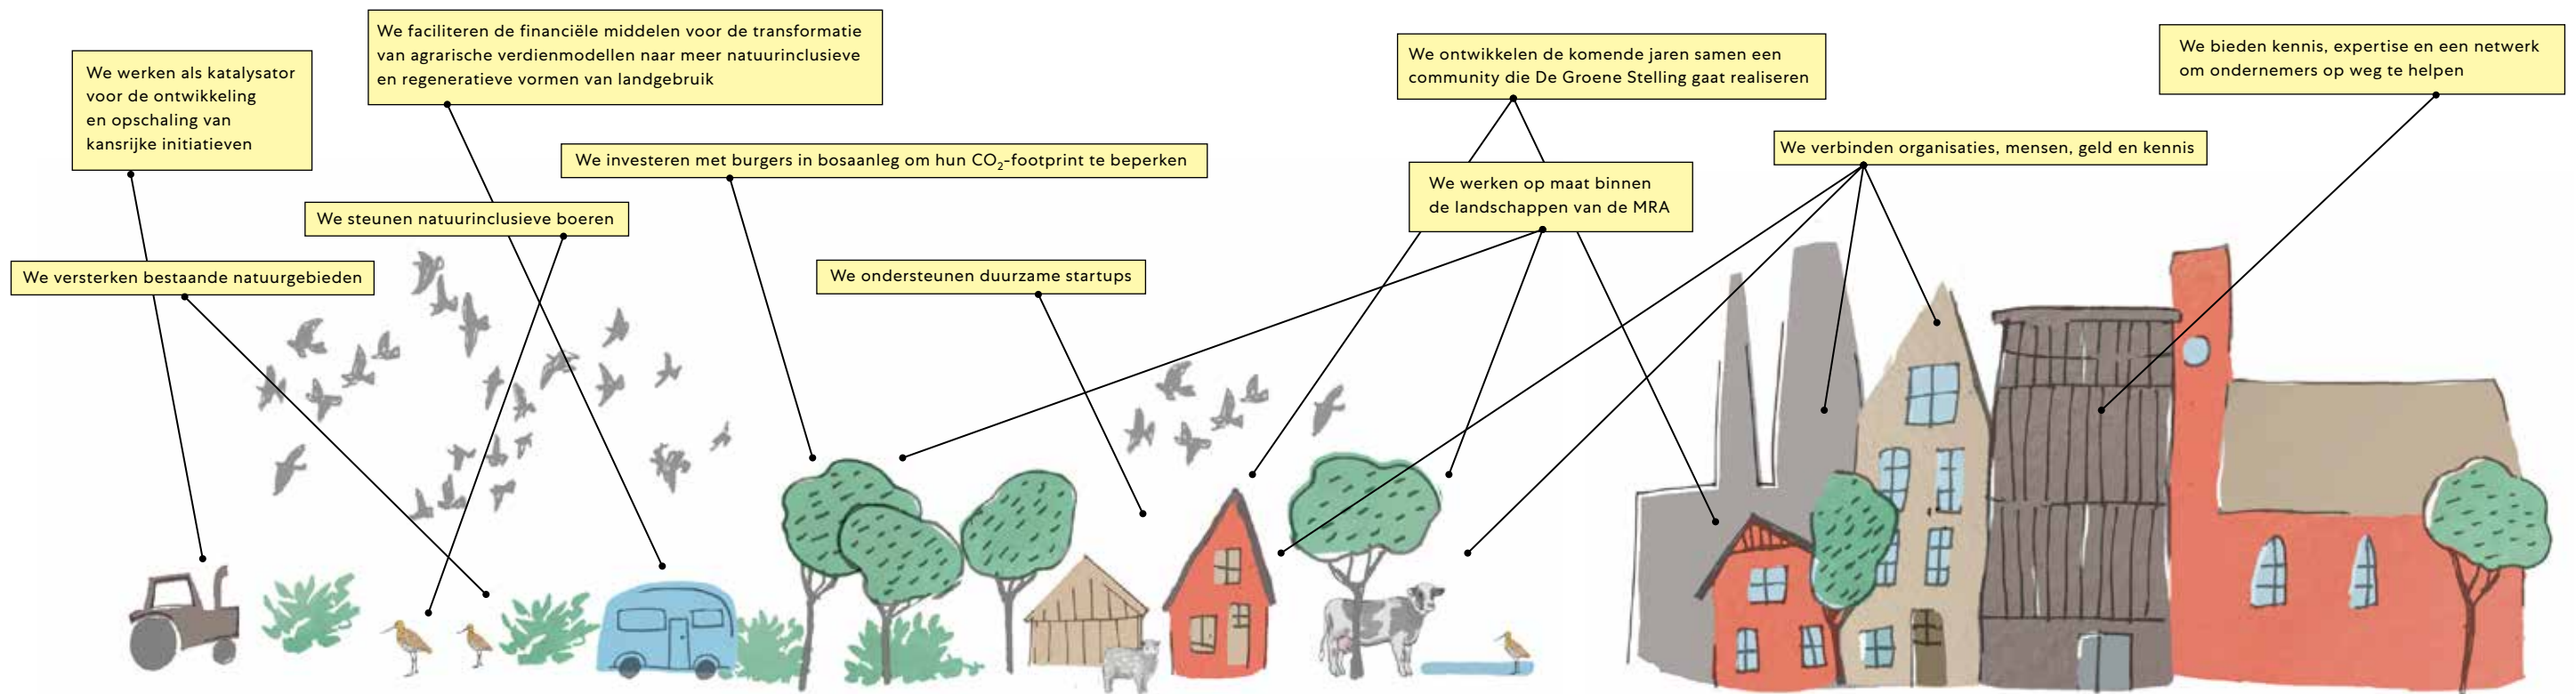 We werken als katalysator
voor de ontwikkeling
en opschaling van
kansrijke initiatieven
We faciliteren de financiële middelen voor de transformatie
van agrarische verdienmodellen naar meer natuurinclusieve
en regeneratieve vormen van landgebruik
We ontwikkelen de komende jaren samen een
community die De Groene Stelling gaat realiseren
We bieden kennis, expertise en een netwerk
om ondernemers op weg te helpen
We investeren met burgers in bosaanleg om hun CO₂-footprint te beperken
We verbinden organisaties, mensen, geld en kennis
We werken op maat binnen
de landschappen van de MRA
We steunen natuurinclusieve boeren
We versterken bestaande natuurgebieden
We ondersteunen duurzame startups